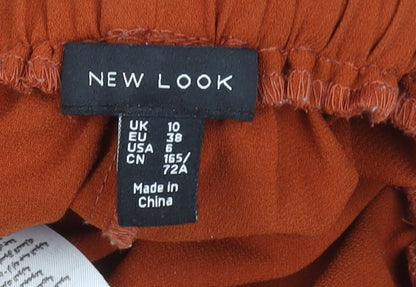 NEW LOOK
UK 10
EU 38
USA 6
CN 165/
72A
Made in
China